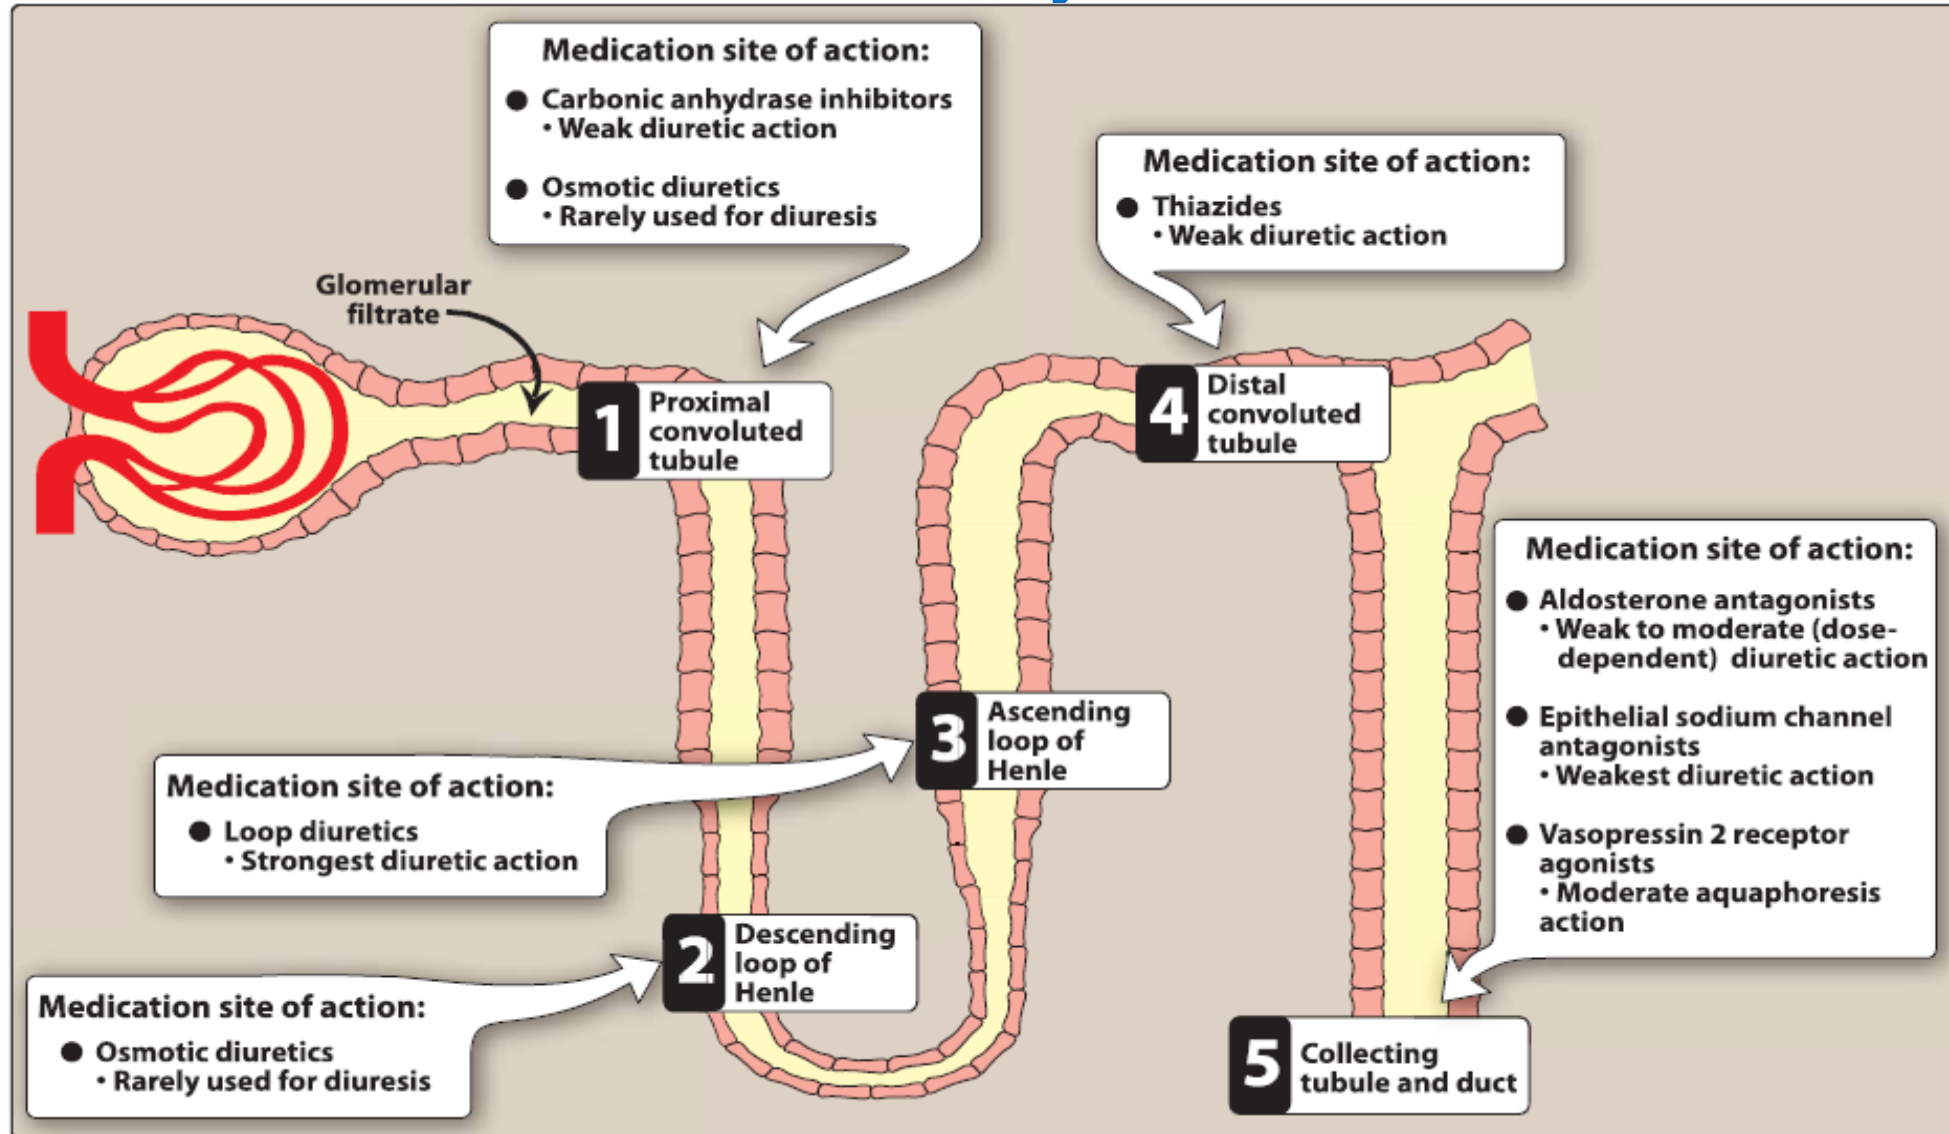 Medication site of action:
● Carbonic anhydrase inhibitors
• Weak diuretic action
● Osmotic diuretics
• Rarely used for diuresis
Medication site of action:
● Thiazides
• Weak diuretic action
Glomerular
filtrate
1 Proximal
convoluted
tubule
4 Distal
convoluted
tubule
Medication site of action:
● Aldosterone antagonists
• Weak to moderate (dose-
dependent) diuretic action
● Epithelial sodium channel
antagonists
• Weakest diuretic action
● Vasopressin 2 receptor
agonists
• Moderate aquaphoresis
action
3 Ascending
loop of
Henle
Medication site of action:
● Loop diuretics
• Strongest diuretic action
2 Descending
loop of
Henle
Medication site of action:
● Osmotic diuretics
• Rarely used for diuresis
5 Collecting
tubule and duct